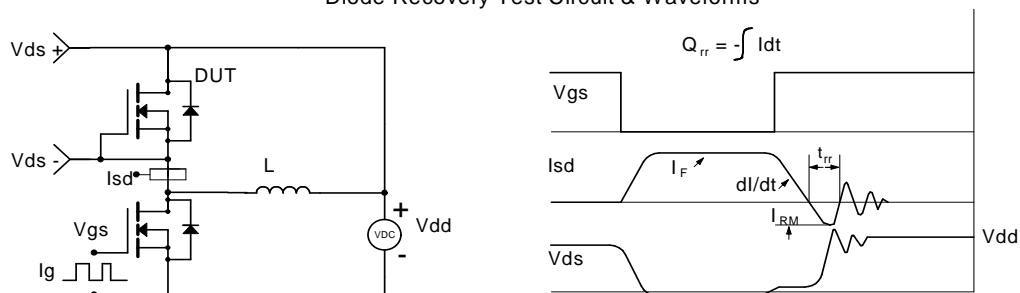 Diode Recovery Test Circuit & Waveforms
Vds +
DUT
Vds -
Isd
L
Vgs
Ig
+
VDC
-
Vdd
Q rr = - ∫ Idt
Vgs
Isd
I F
dI/dt
t rr
I RM
Vds
Vdd